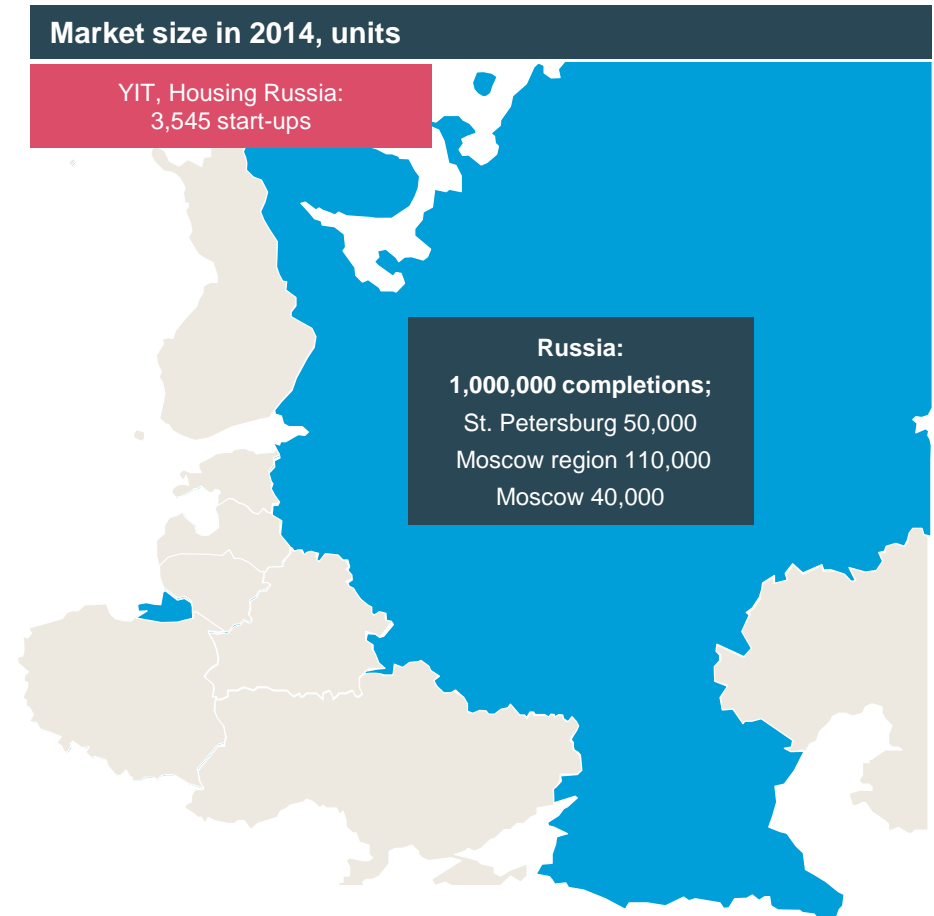 Market size in 2014, units
YIT, Housing Russia:
3,545 start-ups
Russia:
1,000,000 completions;
St. Petersburg 50,000
Moscow region 110,000
Moscow 40,000